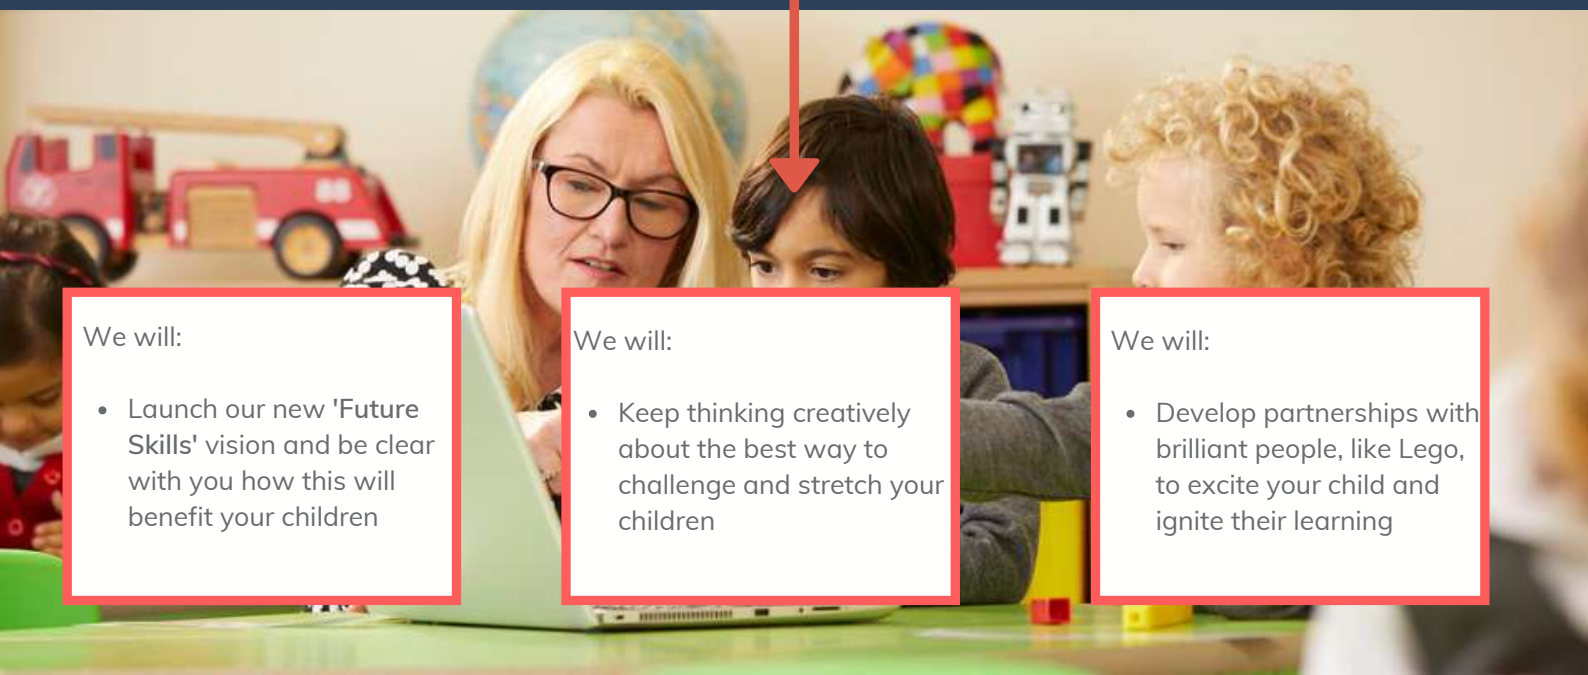 We will:
• Launch our new 'Future
Skills' vision and be clear
with you how this will
benefit your children
We will:
• Keep thinking creatively
about the best way to
challenge and stretch your
children
We will:
• Develop partnerships with
brilliant people, like Lego,
to excite your child and
ignite their learning
88